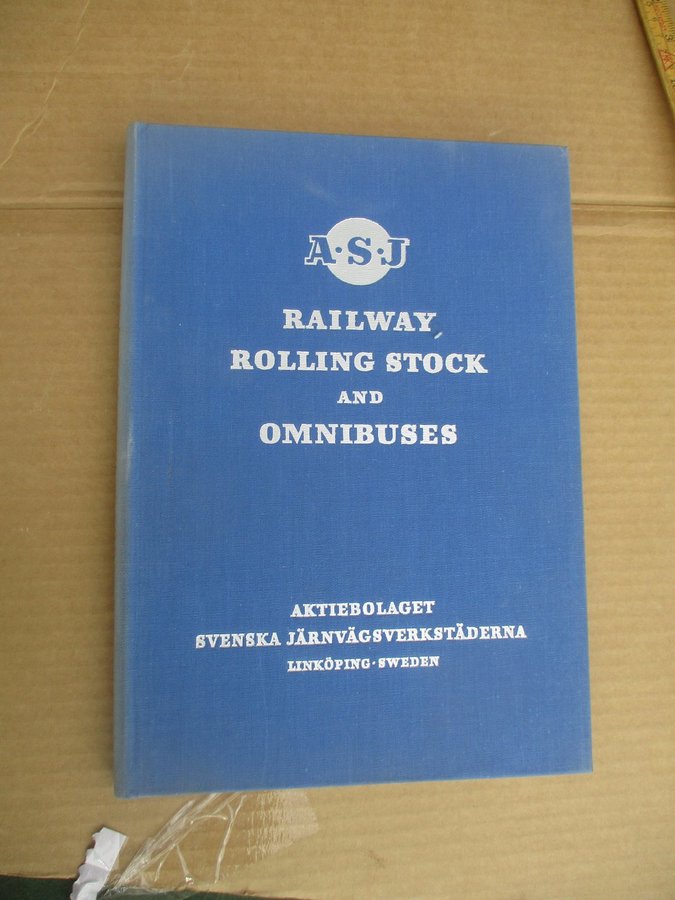 A·S·J
RAILWAY
ROLLING STOCK
AND
OMNIBUSES
AKTIEBOLAGET
SVENSKA JÄRNVÄGSVERKSTÄDERNA
LINKÖPING·SWEDEN